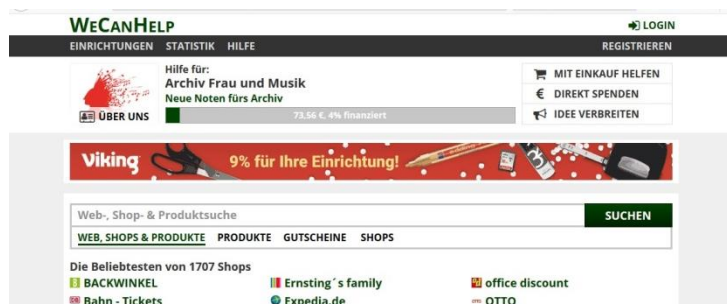 WECANHELP
LOGIN
EINRICHTUNGEN STATISTIK HILFE
REGISTRIEREN
Hilfe für:
Archiv Frau und Musik
Neue Noten fürs Archiv
73,56 €, 4% finanziert
ÜBER UNS
MIT EINKAUF HELFEN
€ DIREKT SPENDEN
IDEE VERBREITEN
Viking 9% für Ihre Einrichtung!
Web-, Shop- & Produktsuche
SUCHEN
WEB, SHOPS & PRODUKTE PRODUKTE GUTSCHEINE SHOPS
Die Beliebtesten von 1707 Shops
BACKWINKEL Ernsting´s family office discount
Bahn - Tickets Expedia.de OTTO